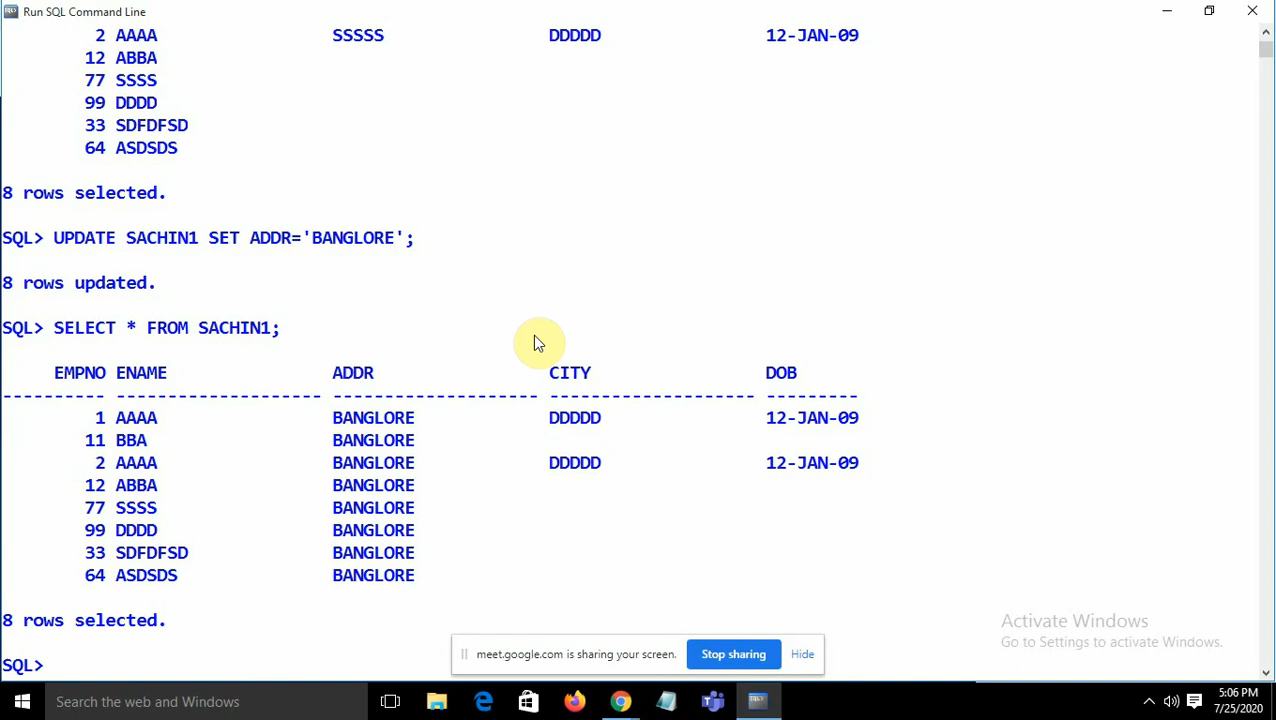 Run SQL Command Line
2 AAAA SSSSS DDDDD 12-JAN-09
12 ABBA
77 SSSS
99 DDDD
33 SDFDFSD
64 ASDSDS
8 rows selected.
SQL> UPDATE SACHIN1 SET ADDR='BANGLORE';
8 rows updated.
SQL> SELECT * FROM SACHIN1;
EMPNO ENAME ADDR CITY DOB
---------- -------------------- -------------------- -------------------- ---------
1 AAAA BANGLORE DDDDD 12-JAN-09
11 BBA BANGLORE
2 AAAA BANGLORE DDDDD 12-JAN-09
12 ABBA BANGLORE
77 SSSS BANGLORE
99 DDDD BANGLORE
33 SDFDFSD BANGLORE
64 ASDSDS BANGLORE
8 rows selected.
Activate Windows
Go to Settings to activate Windows.
meet.google.com is sharing your screen. Stop sharing Hide
SQL>
Search the web and Windows
5:06 PM
7/25/2020